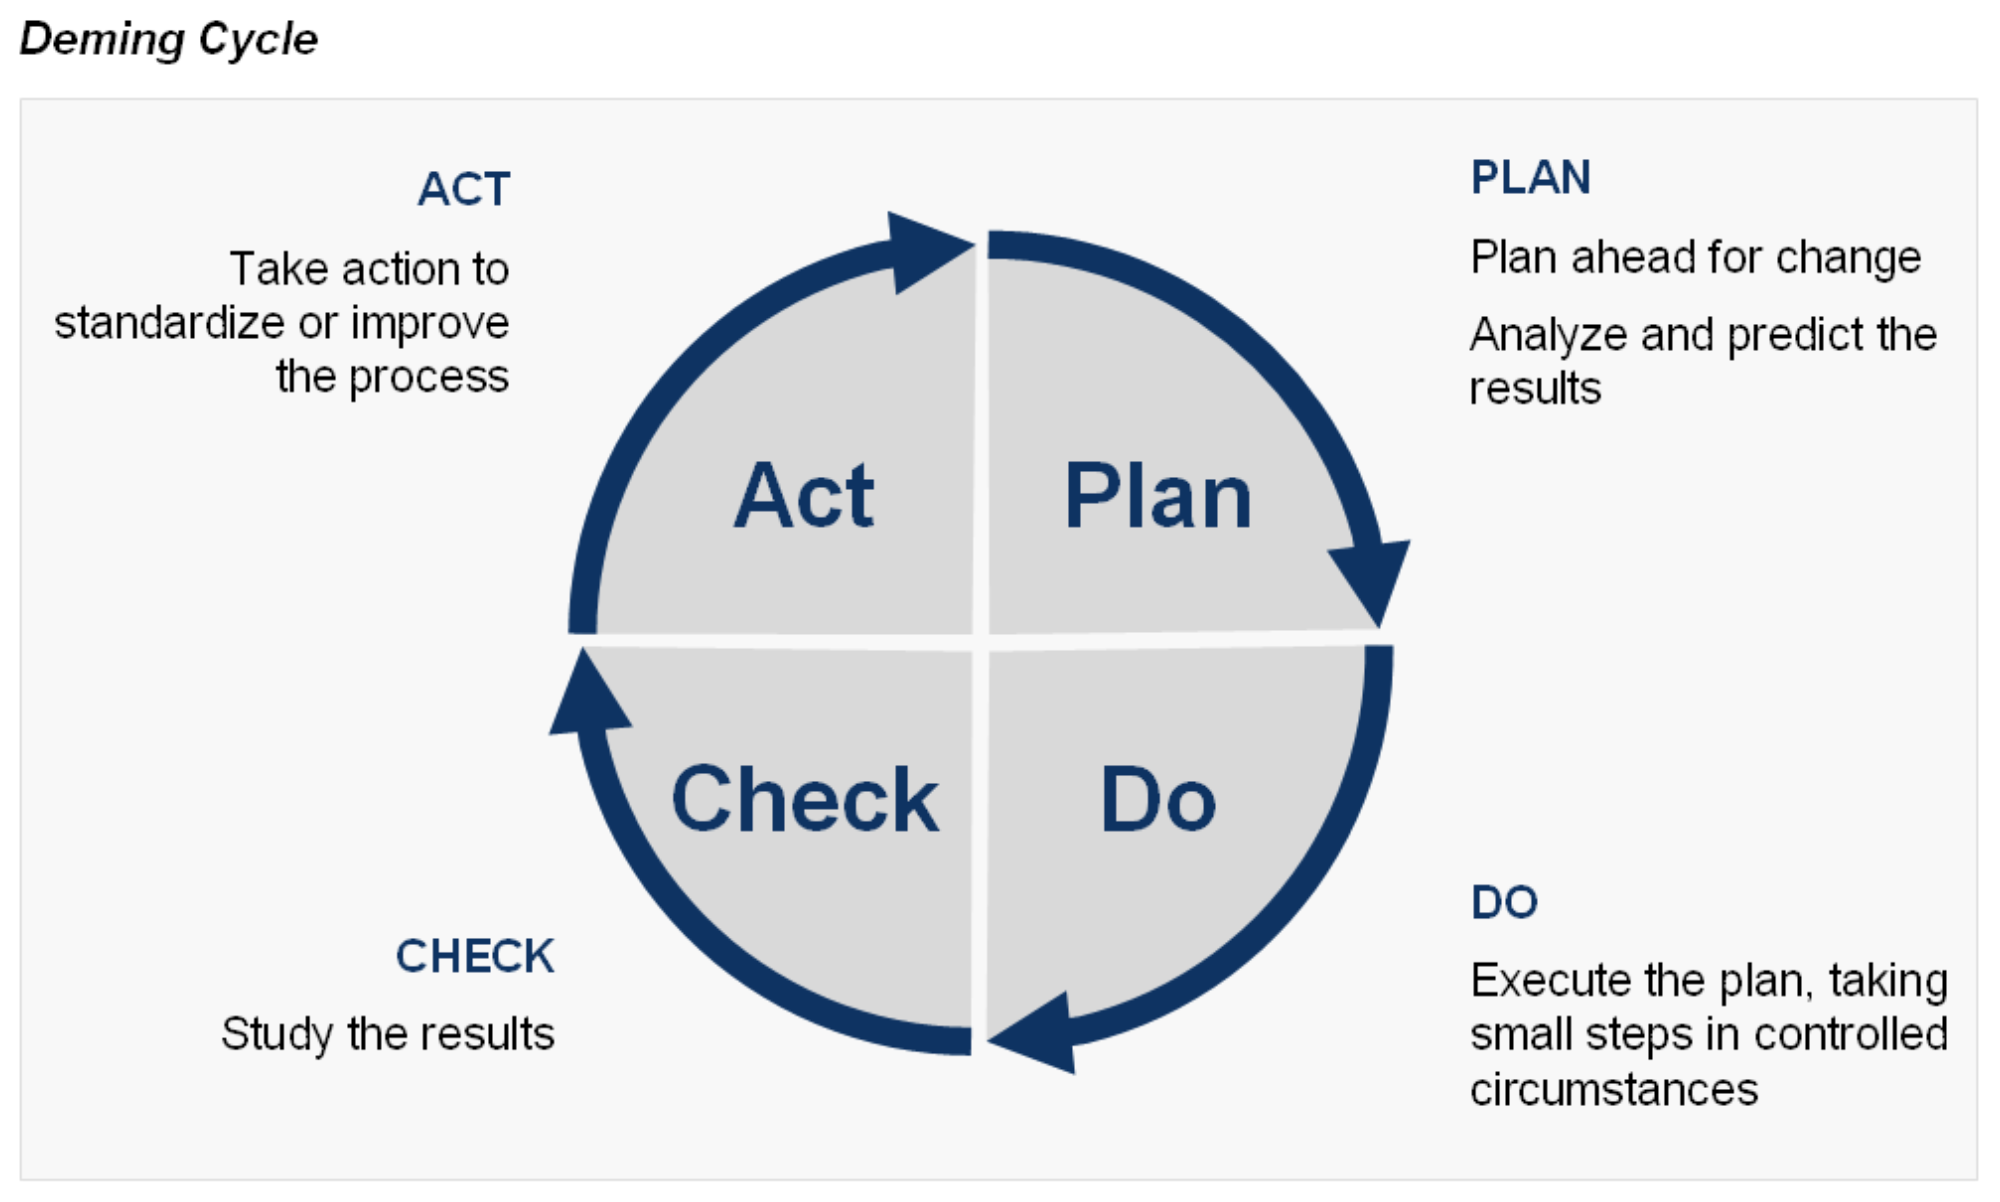 Deming Cycle
ACT
Take action to
standardize or improve
the process
PLAN
Plan ahead for change
Analyze and predict the
results
Act
Plan
Check
Do
CHECK
Study the results
DO
Execute the plan, taking
small steps in controlled
circumstances